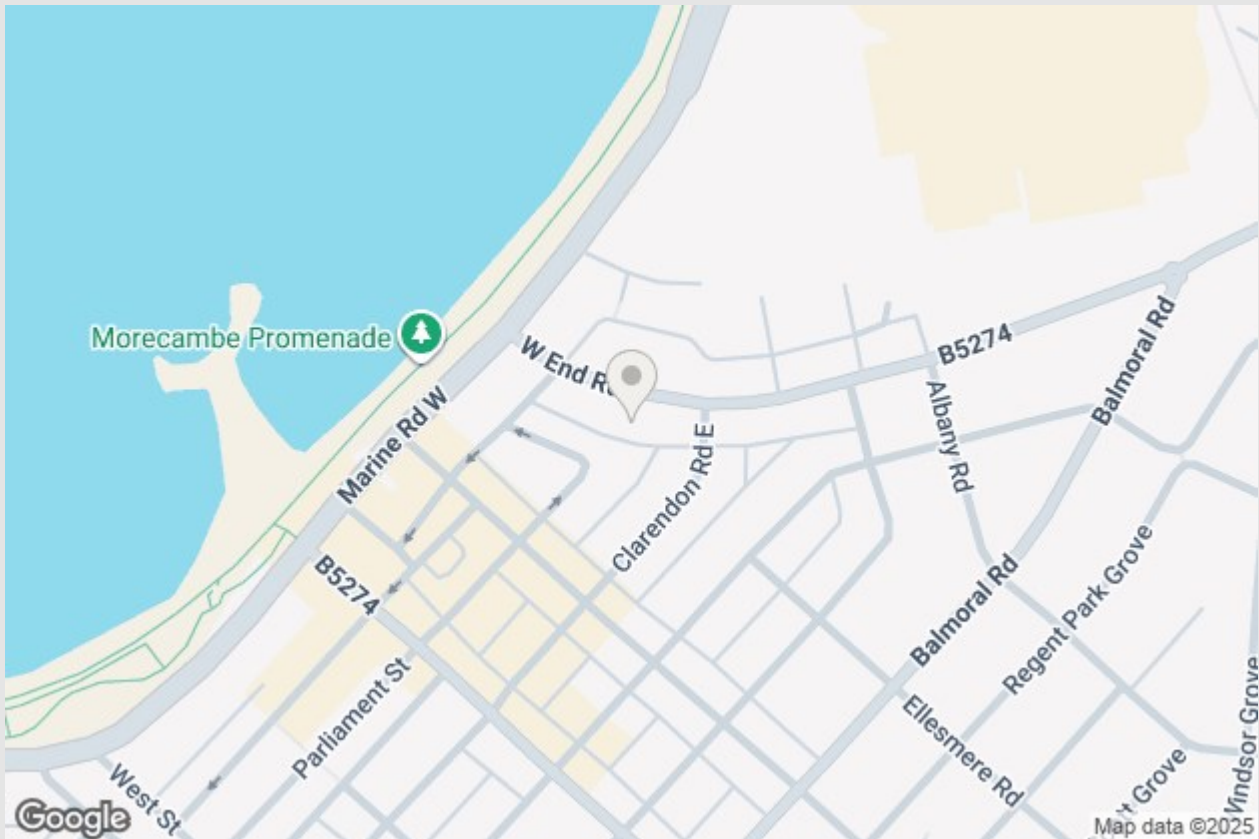 Morecambe Promenade
W End Rd
B5274
Marine Rd W
Clarendon Rd E
Albany Rd
Balmoral Rd
B5274
Balmoral Rd
Regent Park Grove
Parliament St
Ellesmere Rd
West St
Windsor Grove
Grove
Google
Map data ©2025